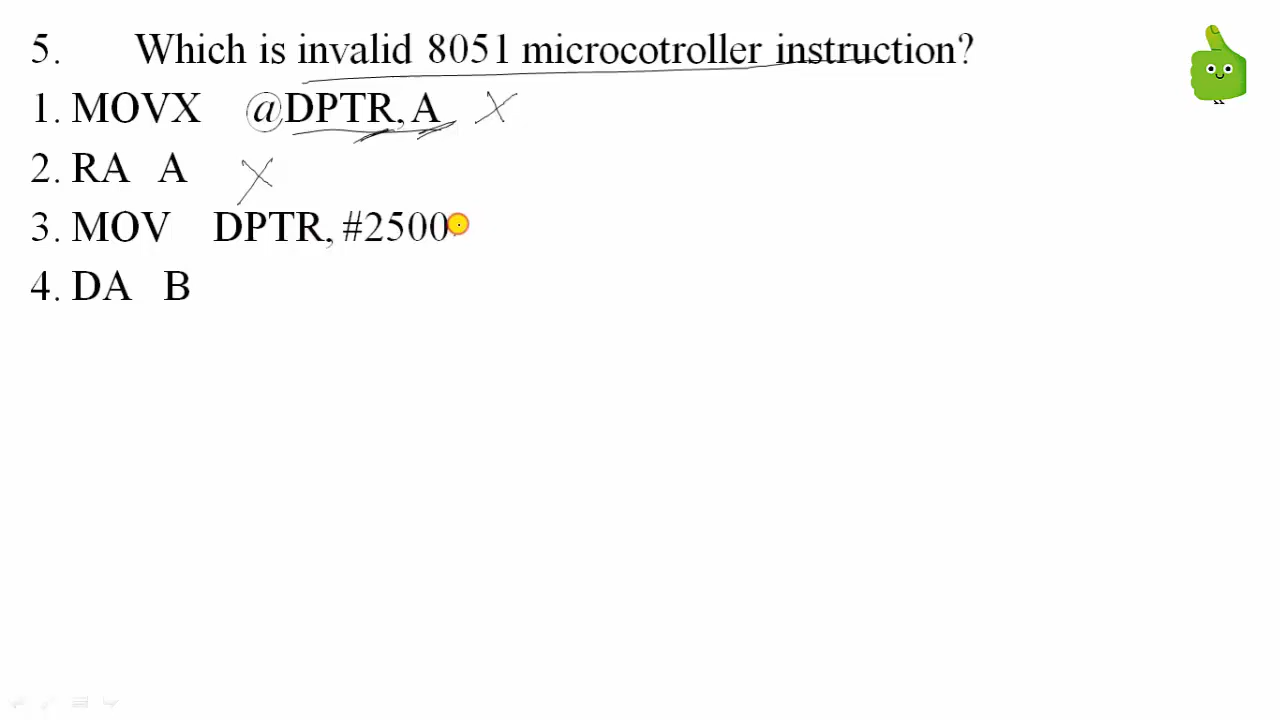 5. Which is invalid 8051 microcotroller instruction?
1. MOVX @DPTR, A X
2. RA A X
3. MOV DPTR, #2500
4. DA B